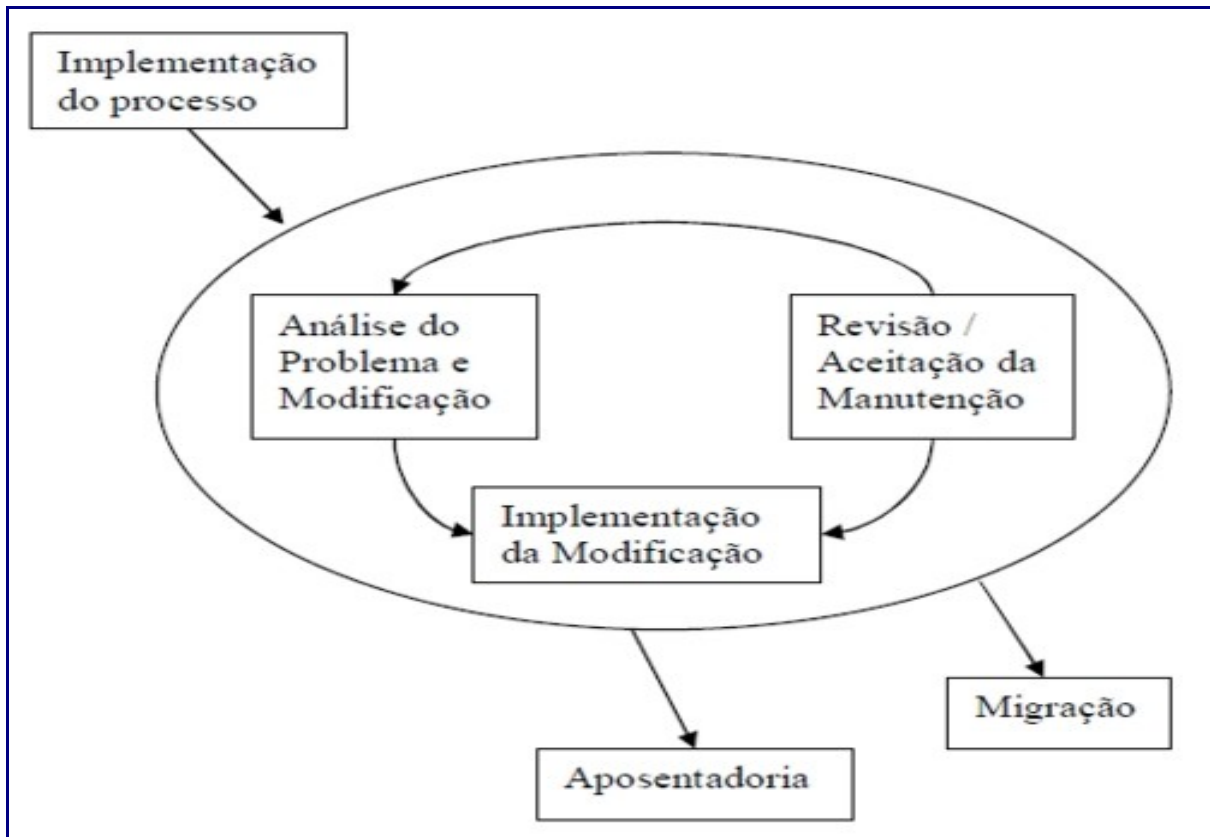 Implementação
do processo
Análise do
Problema e
Modificação
Revisão /
Aceitação da
Manutenção
Implementação
da Modificação
Migração
Aposentadoria